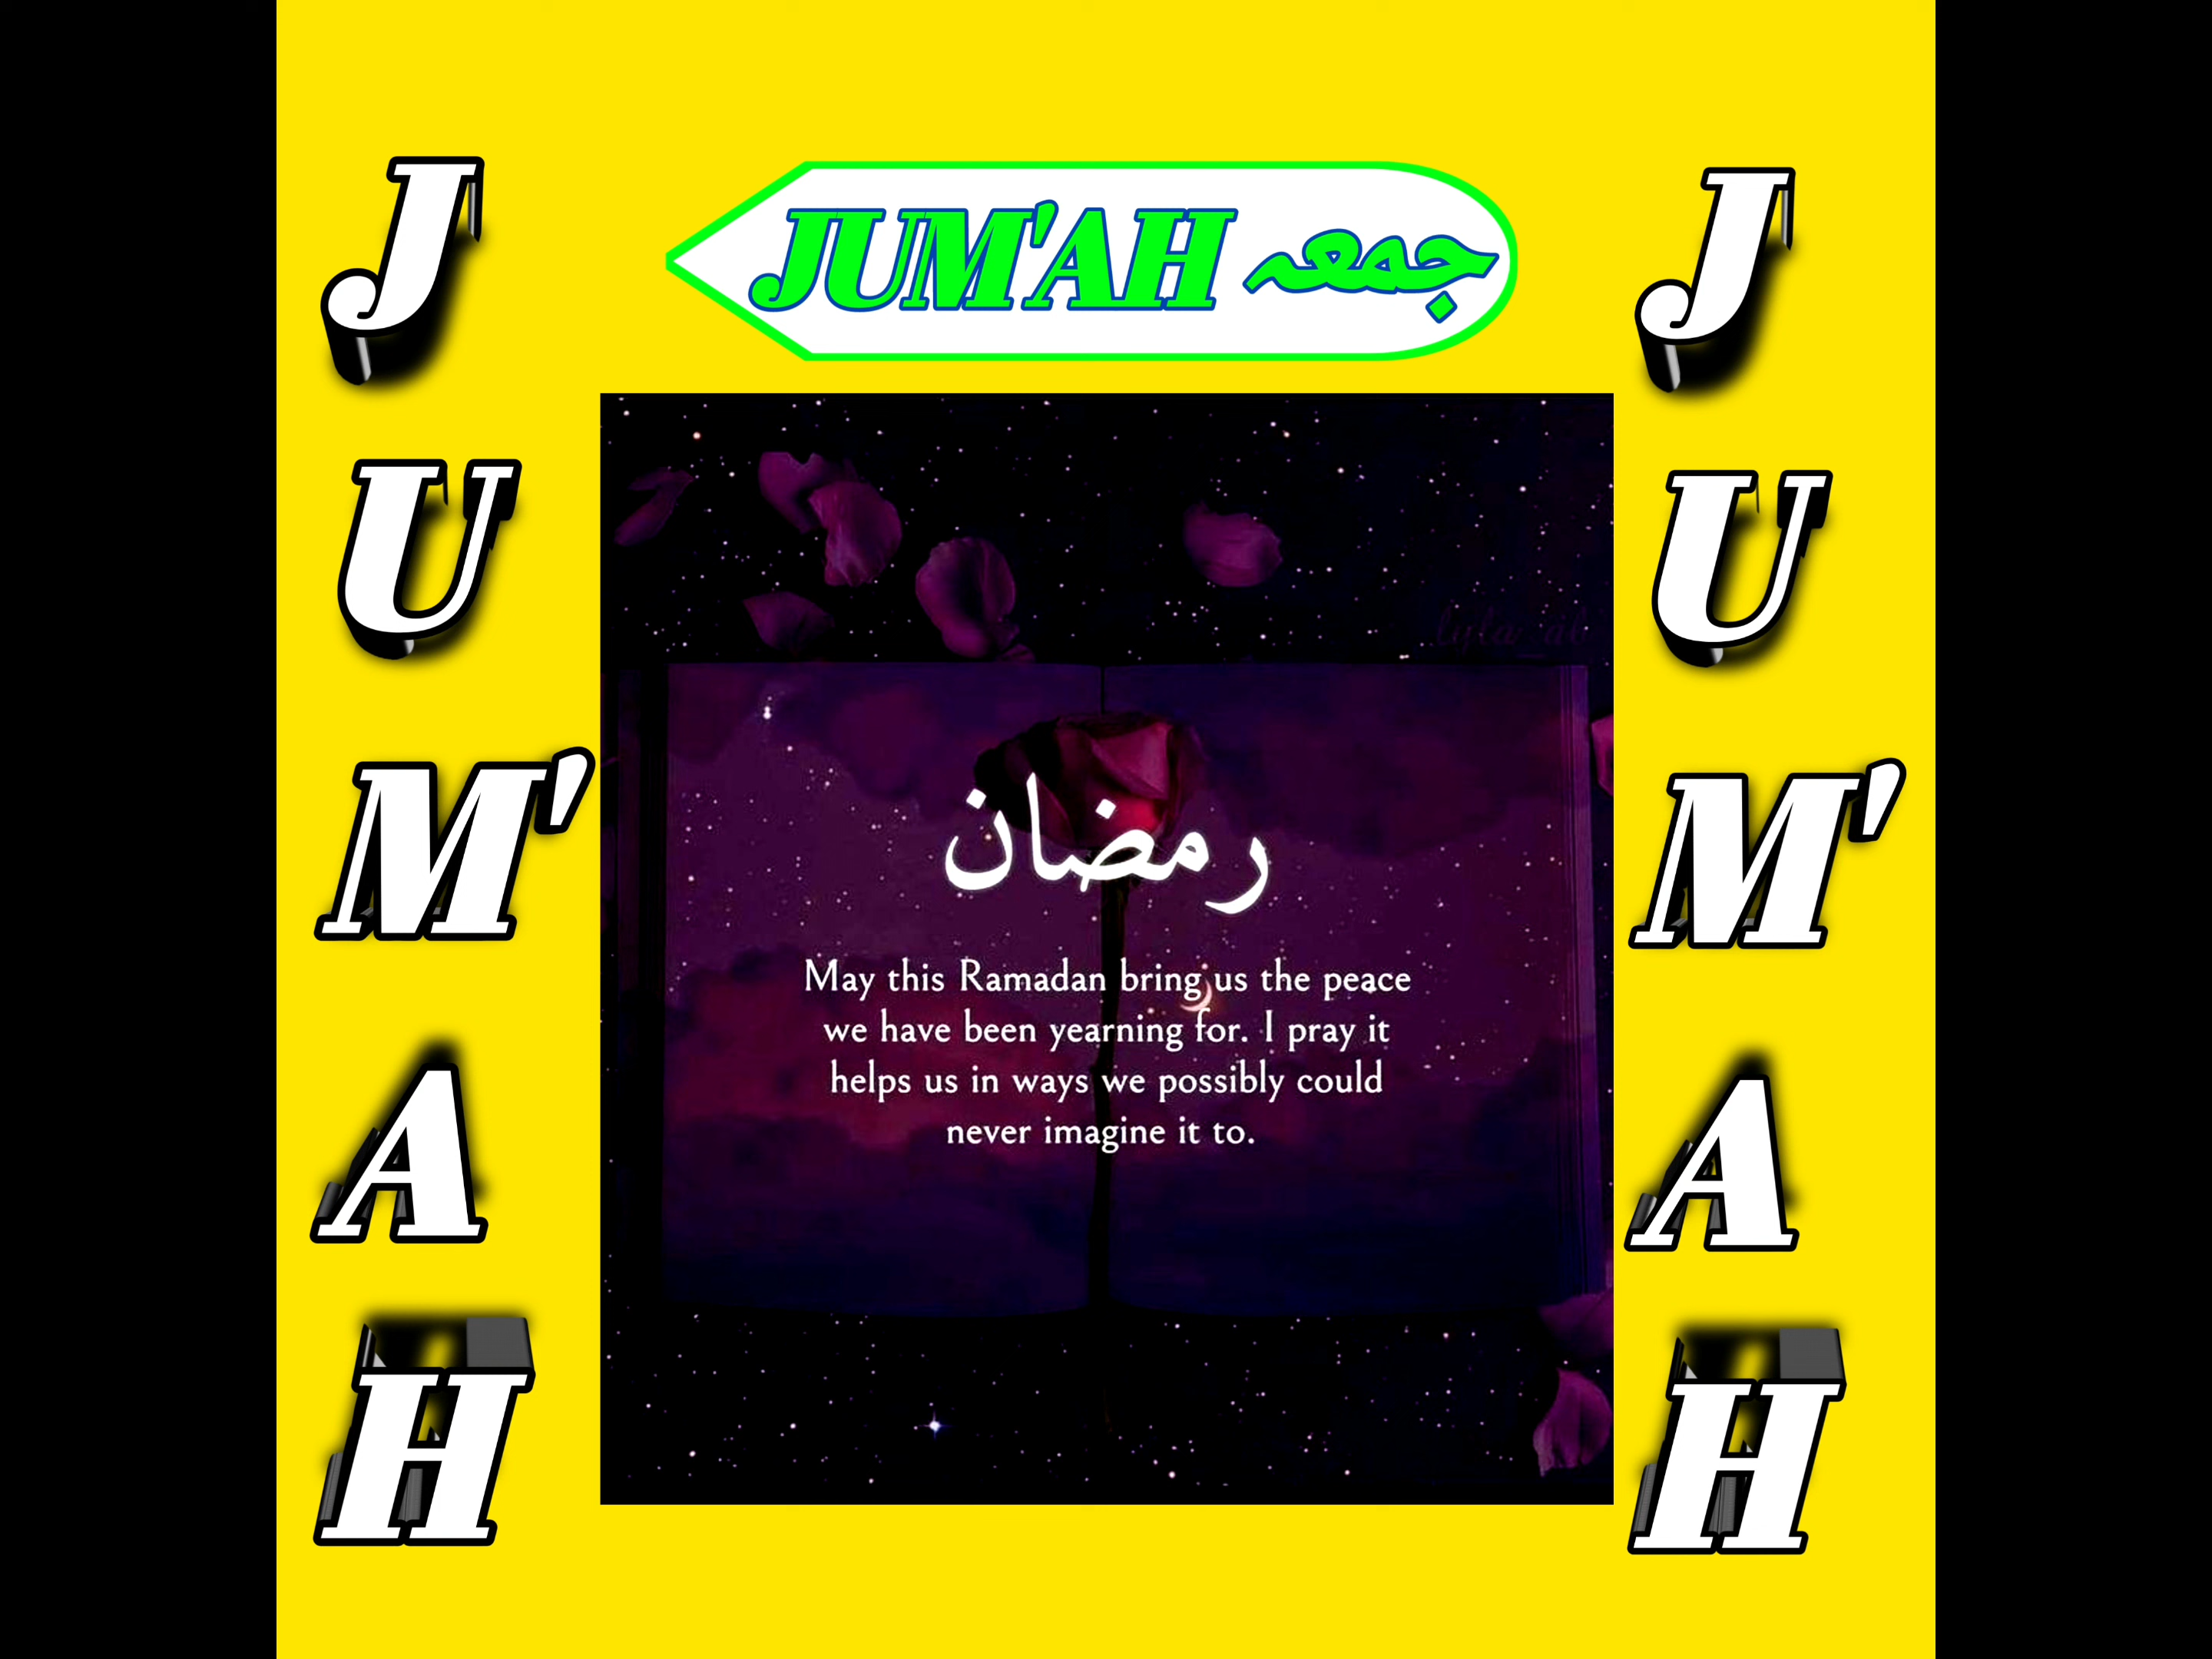 JUM'AH جمعہ
J
U
M'
A
H
رمضان
May this Ramadan bring us the peace
we have been yearning for. I pray it
helps us in ways we possibly could
never imagine it to.
J
U
M'
A
H